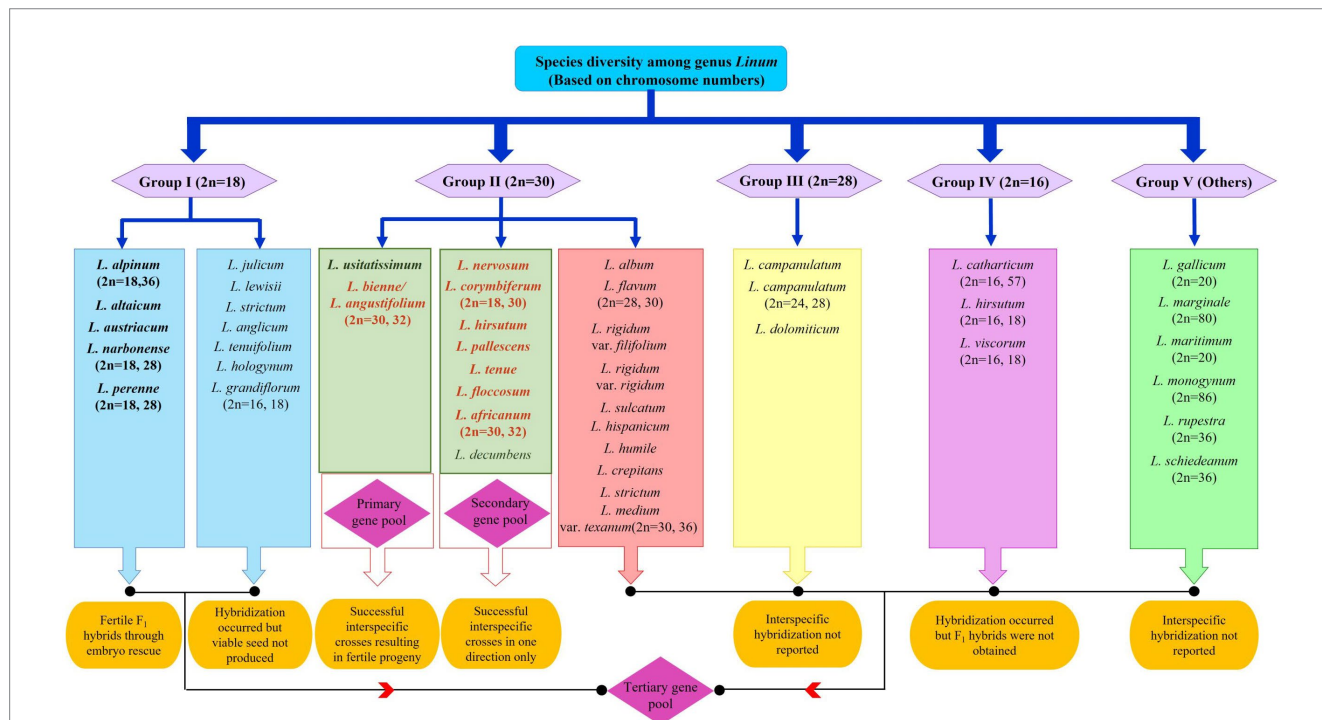 Species diversity among genus Linum
(Based on chromosome numbers)
Group I (2n=18)
Group II (2n=30)
Group III (2n=28)
Group IV (2n=16)
Group V (Others)
L. alpinum
(2n=18,36)
L. altaicum
L. austriacum
L. narbonense
(2n=18, 28)
L. perenne
(2n=18, 28)
L. julicum
L. lewisii
L. strictum
L. anglicum
L. tenuifolium
L. hologynum
L. grandiflorum
(2n=16, 18)
L. usitatissimum
L. bienne/
L. angustifolium
(2n=30, 32)
L. nervosum
L. corymbiferum
(2n=18, 30)
L. hirsutum
L. pallescens
L. tenue
L. floccosum
L. africanum
(2n=30, 32)
L. decumbens
L. album
L. flavum
(2n=28, 30)
L. rigidum
var. filifolium
L. rigidum
var. rigidum
L. sulcatum
L. hispanicum
L. humile
L. crepitans
L. strictum
L. medium
var. texanum(2n=30, 36)
L. campanulatum
L. campanulatum
(2n=24, 28)
L. dolomiticum
L. catharticum
(2n=16, 57)
L. hirsutum
(2n=16, 18)
L. viscorum
(2n=16, 18)
L. gallicum
(2n=20)
L. marginale
(2n=80)
L. maritimum
(2n=20)
L. monogynum
(2n=86)
L. rupestra
(2n=36)
L. schiedeanum
(2n=36)
Primary
gene pool
Secondary
gene pool
Fertile F1
hybrids through
embryo rescue
Hybridization
occurred but
viable seed not
produced
Successful
interspecific
crosses resulting
in fertile progeny
Successful
interspecific
crosses in one
direction only
Interspecific
hybridization not
reported
Hybridization occurred
but F1 hybrids were not
obtained
Interspecific
hybridization not
reported
Tertiary gene
pool